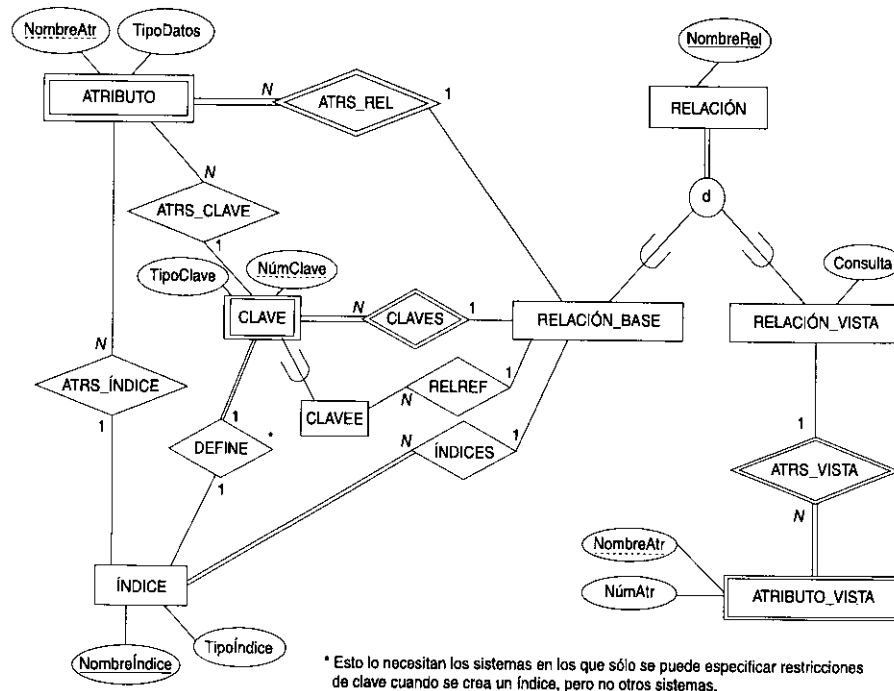 NombreAtr
TipoDatos
NombreRel
ATRIBUTO
N
ATRS_REL
1
RELACIÓN
N
ATRS_CLAVE
d
1
TipoClave
NúmClave
Consulta
CLAVE
N
CLAVES
1
RELACIÓN_BASE
RELACIÓN_VISTA
N
ATRS_ÍNDICE
1
CLAVEE
N
RELREF
1
1
DEFINE
*
1
N
ÍNDICES
1
1
ATRS_VISTA
N
ÍNDICE
NombreAtr
NúmAtr
ATRIBUTO_VISTA
NombreÍndice
TipoÍndice
* Esto lo necesitan los sistemas en los que sólo se puede especificar restricciones
de clave cuando se crea un índice, pero no otros sistemas.